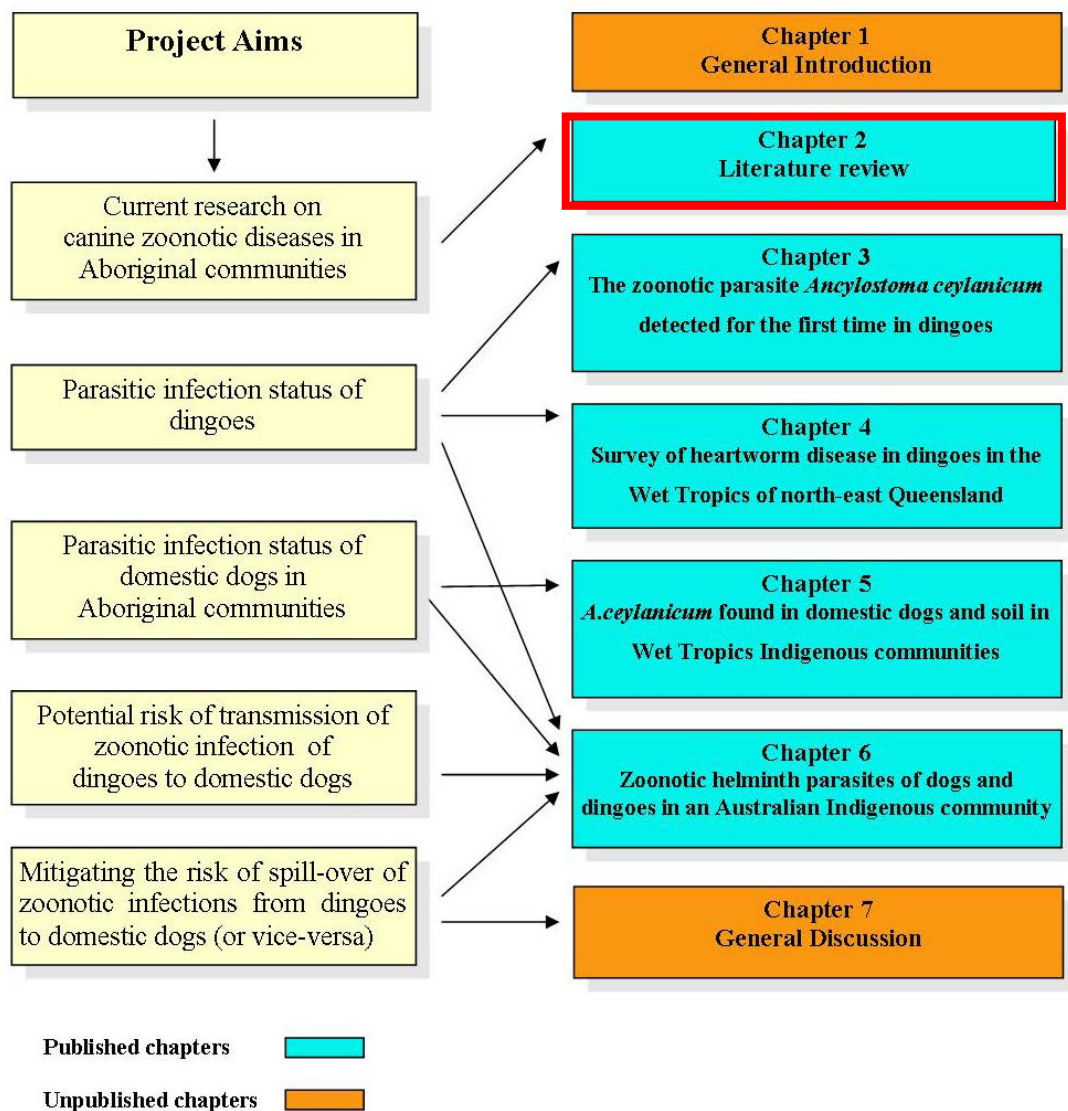 Project Aims
Current research on
canine zoonotic diseases in
Aboriginal communities
Parasitic infection status of
dingoes
Parasitic infection status of
domestic dogs in
Aboriginal communities
Potential risk of transmission of
zoonotic infection of
dingoes to domestic dogs
Mitigating the risk of spill-over of
zoonotic infections from dingoes
to domestic dogs (or vice-versa)
Chapter 1
General Introduction
Chapter 2
Literature review
Chapter 3
The zoonotic parasite Ancylostoma ceylanicum
detected for the first time in dingoes
Chapter 4
Survey of heartworm disease in dingoes in the
Wet Tropics of north-east Queensland
Chapter 5
A.ceylanicum found in domestic dogs and soil in
Wet Tropics Indigenous communities
Chapter 6
Zoonotic helminth parasites of dogs and
dingoes in an Australian Indigenous community
Chapter 7
General Discussion
Published chapters
Unpublished chapters